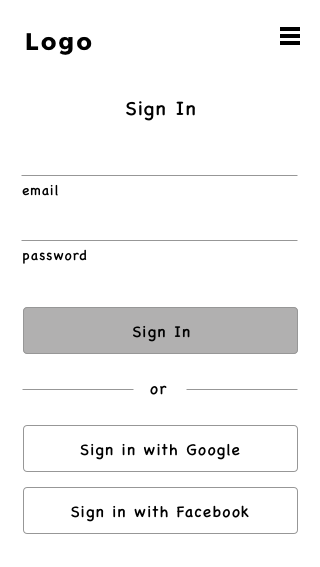 Logo
Sign In
email
password
Sign In
or
Sign in with Google
Sign in with Facebook